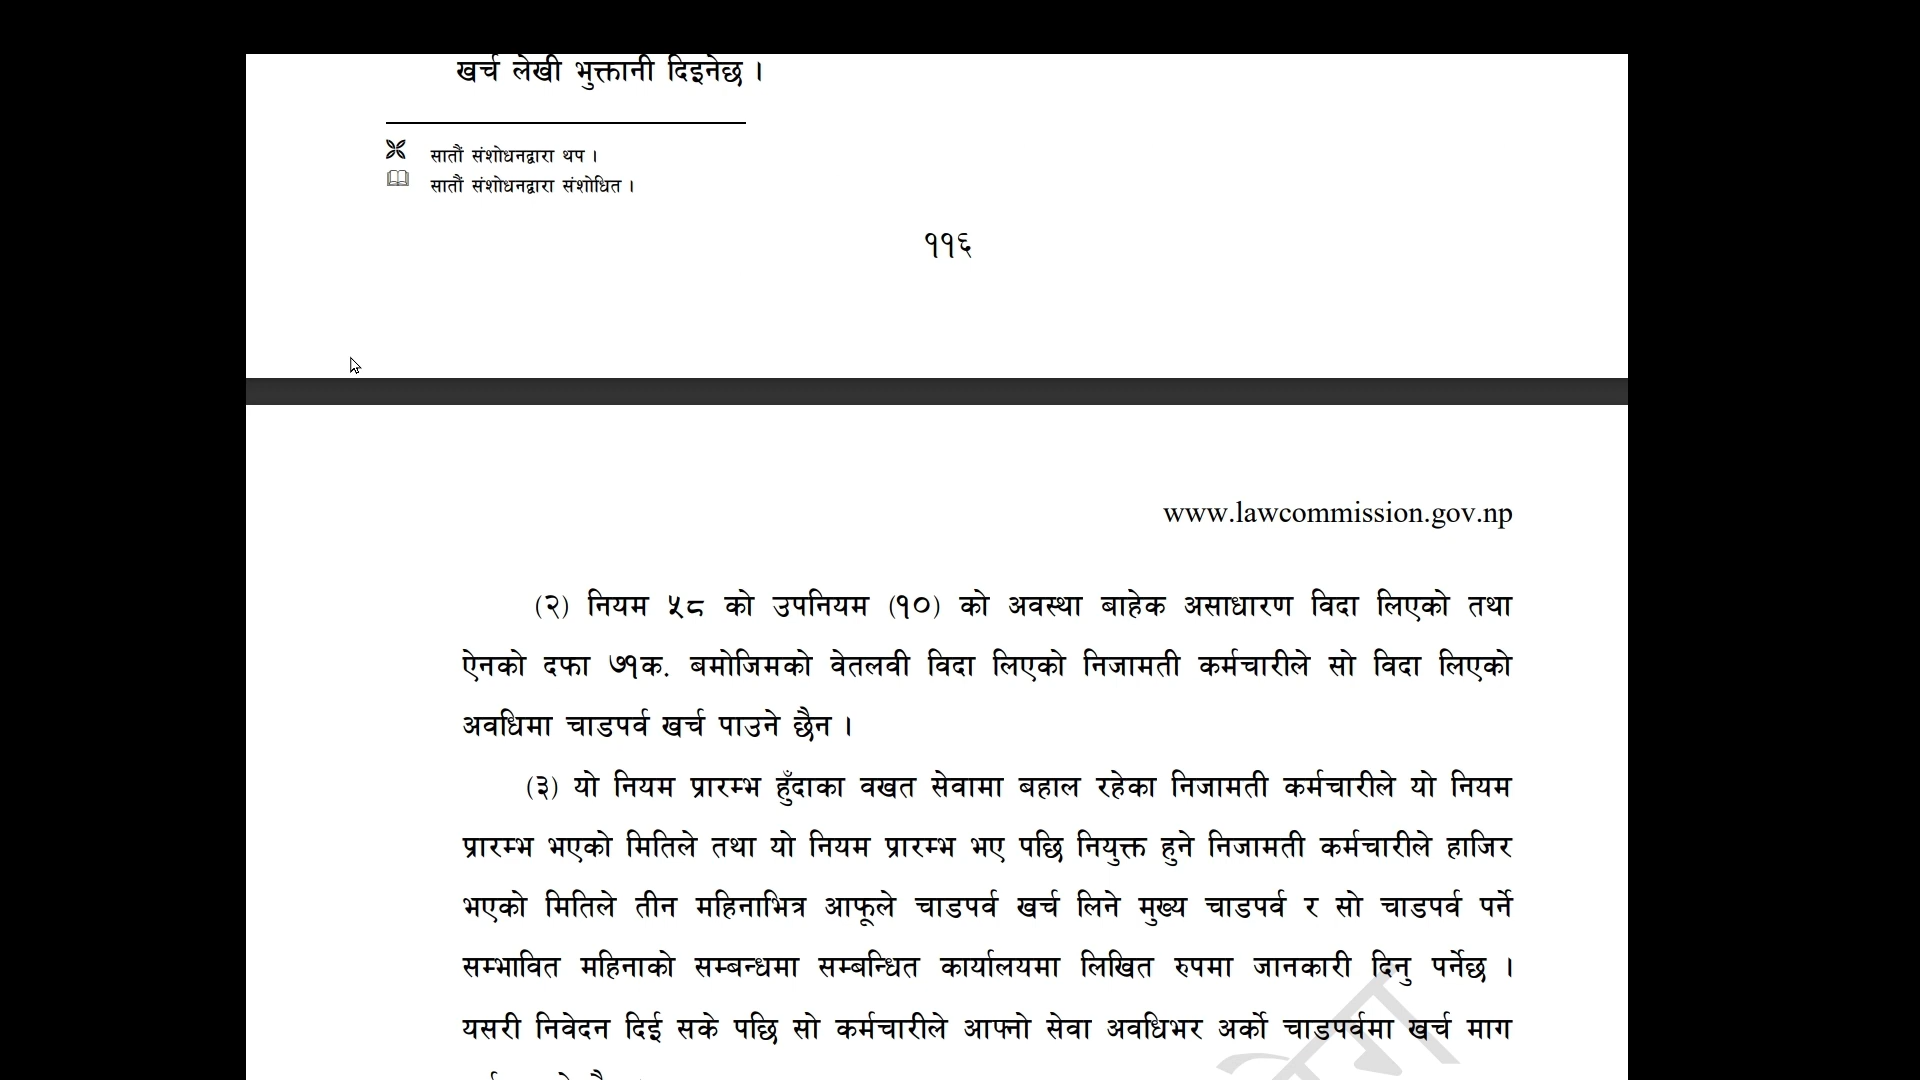 खर्च लेखी भुक्तानी दिइनेछ ।
सातौं संशोधनद्वारा थप ।
सातौं संशोधनद्वारा संशोधित ।
११६
www.lawcommission.gov.np
(२) नियम ५८ को उपनियम (१०) को अवस्था बाहेक असाधारण विदा लिएको तथा
ऐनको दफा ७१क. बमोजिमको वेतलवी विदा लिएको निजामती कर्मचारीले सो विदा लिएको
अवधिमा चाडपर्व खर्च पाउने छैन ।
(३) यो नियम प्रारम्भ हुँदाका वखत सेवामा बहाल रहेका निजामती कर्मचारीले यो नियम
प्रारम्भ भएको मितिले तथा यो नियम प्रारम्भ भए पछि नियुक्त हुने निजामती कर्मचारीले हाजिर
भएको मितिले तीन महिनाभित्र आफूले चाडपर्व खर्च लिने मुख्य चाडपर्व र सो चाडपर्व पर्ने
सम्भावित महिनाको सम्बन्धमा सम्बन्धित कार्यालयमा लिखित रुपमा जानकारी दिनु पर्नेछ ।
यसरी निवेदन दिई सके पछि सो कर्मचारीले आफ्नो सेवा अवधिभर अर्को चाडपर्वमा खर्च माग